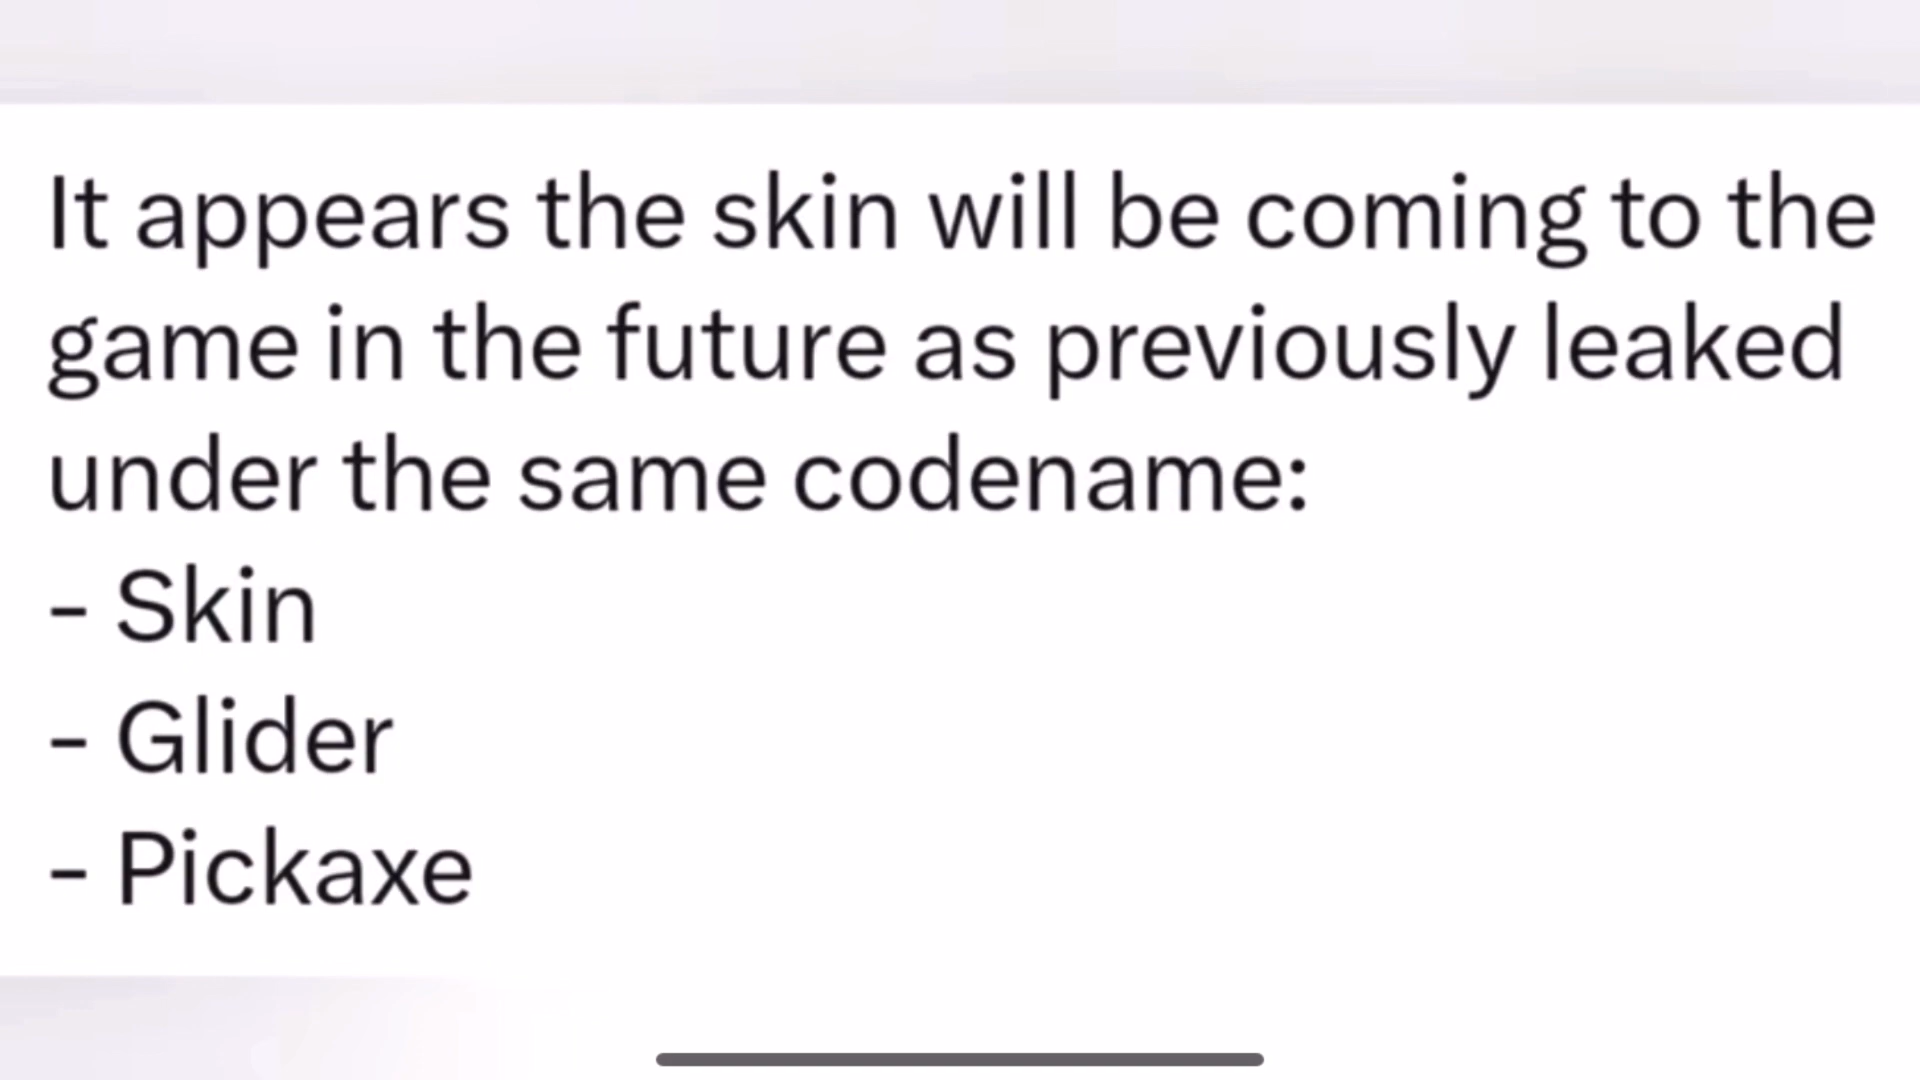 It appears the skin will be coming to the
game in the future as previously leaked
under the same codename:
- Skin
- Glider
- Pickaxe